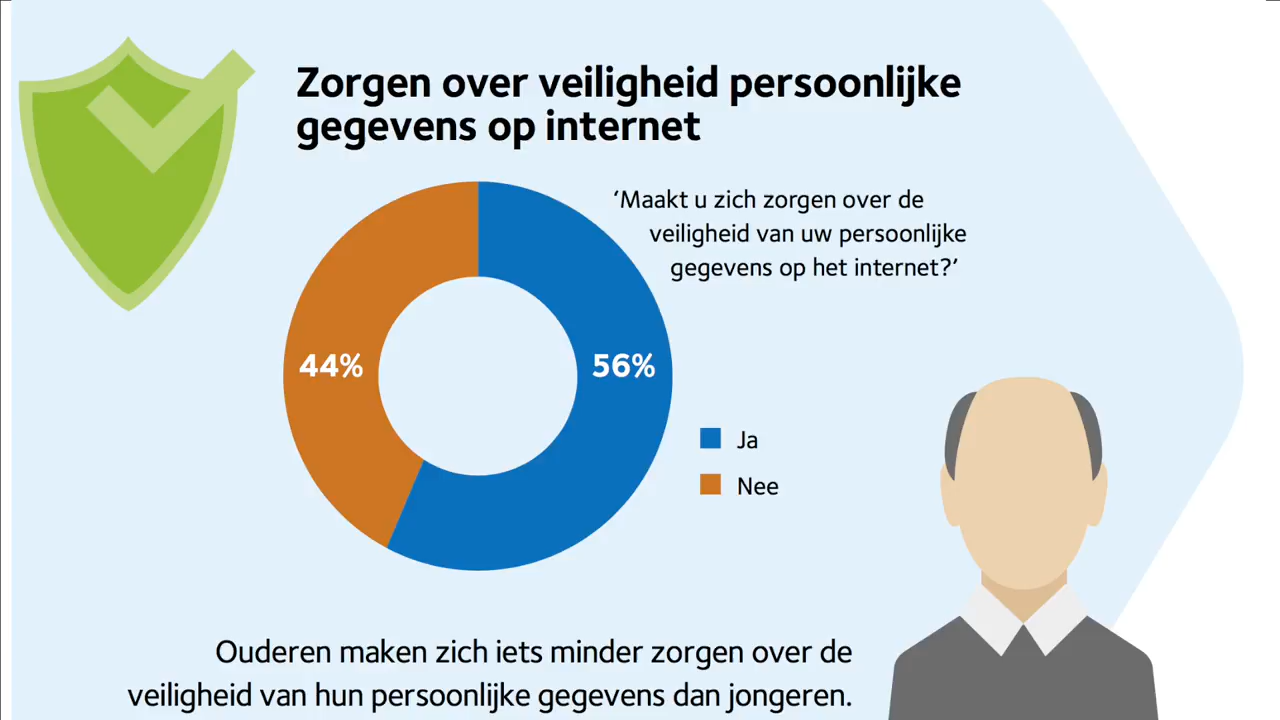 Zorgen over veiligheid persoonlijke
gegevens op internet
‘Maakt u zich zorgen over de
veiligheid van uw persoonlijke
gegevens op het internet?’
44%
56%
Ja
Nee
Ouderen maken zich iets minder zorgen over de
veiligheid van hun persoonlijke gegevens dan jongeren.